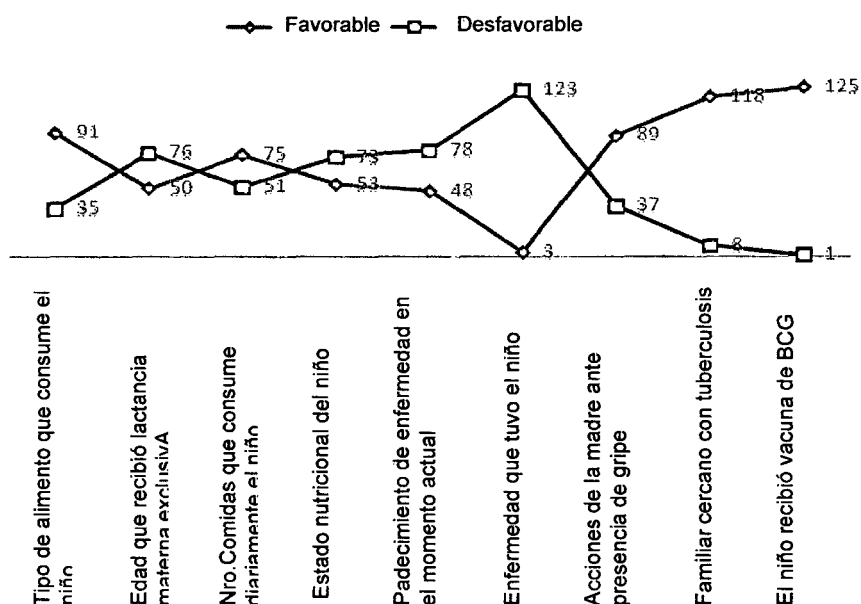 Favorable
Desfavorable
91
35
76
50
75
51
73
53
78
48
123
3
89
37
118
8
125
1
Tipo de alimento que consume el
niño
Edad que recibió lactancia
materna exclusivA
Nro.Comidas que consume
diariamente el niño
Estado nutricional del niño
Padecimiento de enfermedad en
el momento actual
Enfermedad que tuvo el niño
Acciones de la madre ante
presencia de gripe
Familiar cercano con tuberculosis
El niño recibió vacuna de BCG